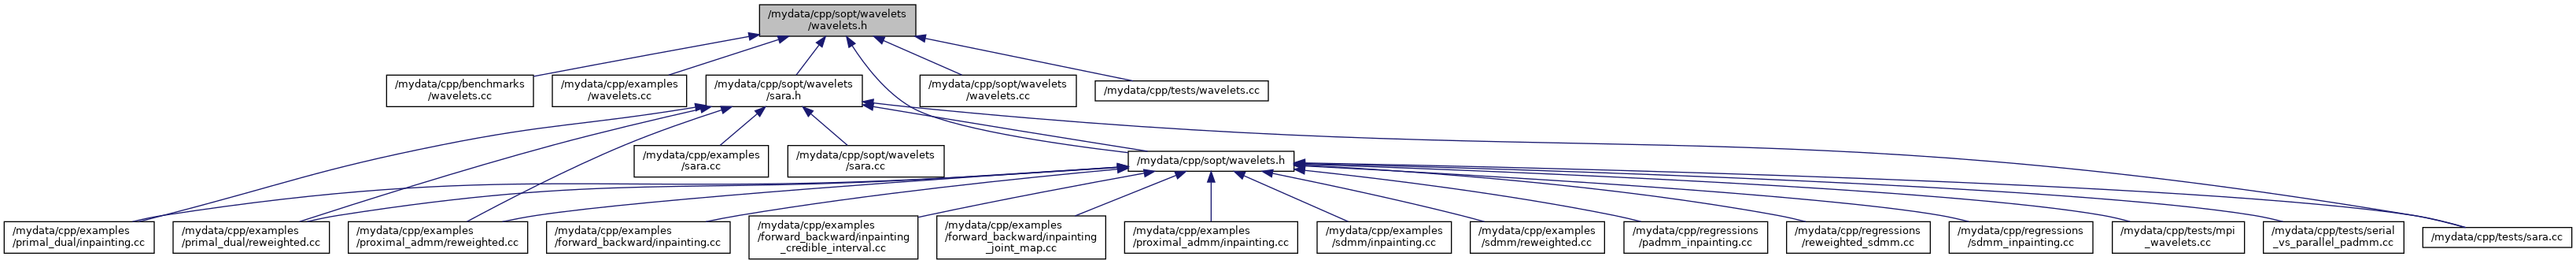 /mydata/cpp/sopt/wavelets
/wavelets.h
/mydata/cpp/benchmarks
/wavelets.cc
/mydata/cpp/examples
/wavelets.cc
/mydata/cpp/sopt/wavelets
/sara.h
/mydata/cpp/sopt/wavelets
/wavelets.cc
/mydata/cpp/tests/wavelets.cc
/mydata/cpp/examples
/sara.cc
/mydata/cpp/sopt/wavelets
/sara.cc
/mydata/cpp/sopt/wavelets.h
/mydata/cpp/examples
/primal_dual/inpainting.cc
/mydata/cpp/examples
/primal_dual/reweighted.cc
/mydata/cpp/examples
/proximal_admm/reweighted.cc
/mydata/cpp/examples
/forward_backward/inpainting.cc
/mydata/cpp/examples
/forward_backward/inpainting
_credible_interval.cc
/mydata/cpp/examples
/forward_backward/inpainting
_joint_map.cc
/mydata/cpp/examples
/proximal_admm/inpainting.cc
/mydata/cpp/examples
/sdmm/inpainting.cc
/mydata/cpp/examples
/sdmm/reweighted.cc
/mydata/cpp/regressions
/padmm_inpainting.cc
/mydata/cpp/regressions
/reweighted_sdmm.cc
/mydata/cpp/regressions
/sdmm_inpainting.cc
/mydata/cpp/tests/mpi
_wavelets.cc
/mydata/cpp/tests/serial
_vs_parallel_padmm.cc
/mydata/cpp/tests/sara.cc